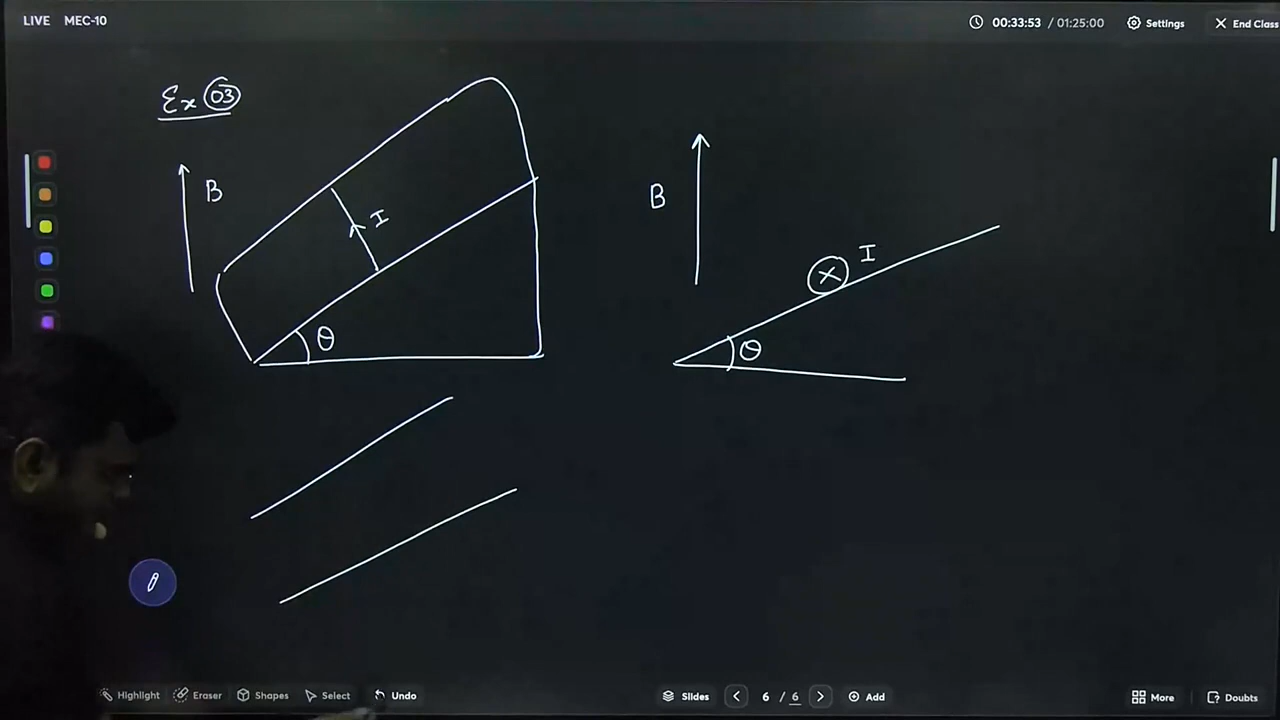 LIVE MEC-10
00:33:53 / 01:25:00
Settings
End Class
Ex 03
B
I
θ
B
I
θ
Highlight
Eraser
Shapes
Select
Undo
Slides
6 / 6
Add
More
Doubts